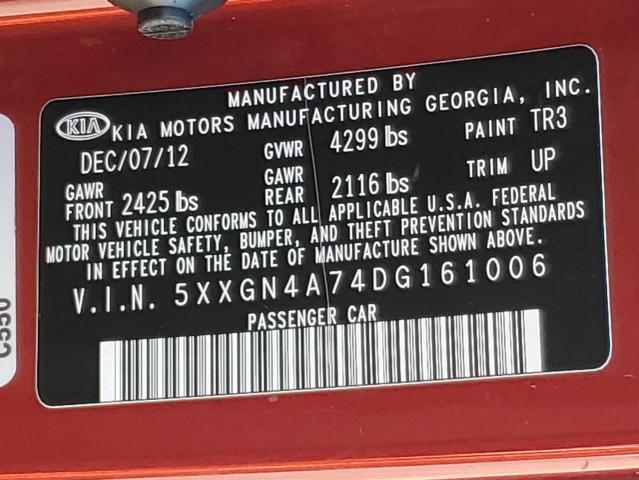 MANUFACTURED BY
KIA KIA MOTORS MANUFACTURING GEORGIA, INC.
DEC/07/12 GVWR 4299 lbs PAINT TR3
GAWR FRONT 2425 lbs GAWR REAR 2116 lbs TRIM UP
THIS VEHICLE CONFORMS TO ALL APPLICABLE U.S.A. FEDERAL
MOTOR VEHICLE SAFETY, BUMPER, AND THEFT PREVENTION STANDARDS
IN EFFECT ON THE DATE OF MANUFACTURE SHOWN ABOVE.
V.I.N. 5XXGN4A74DG161006
PASSENGER CAR